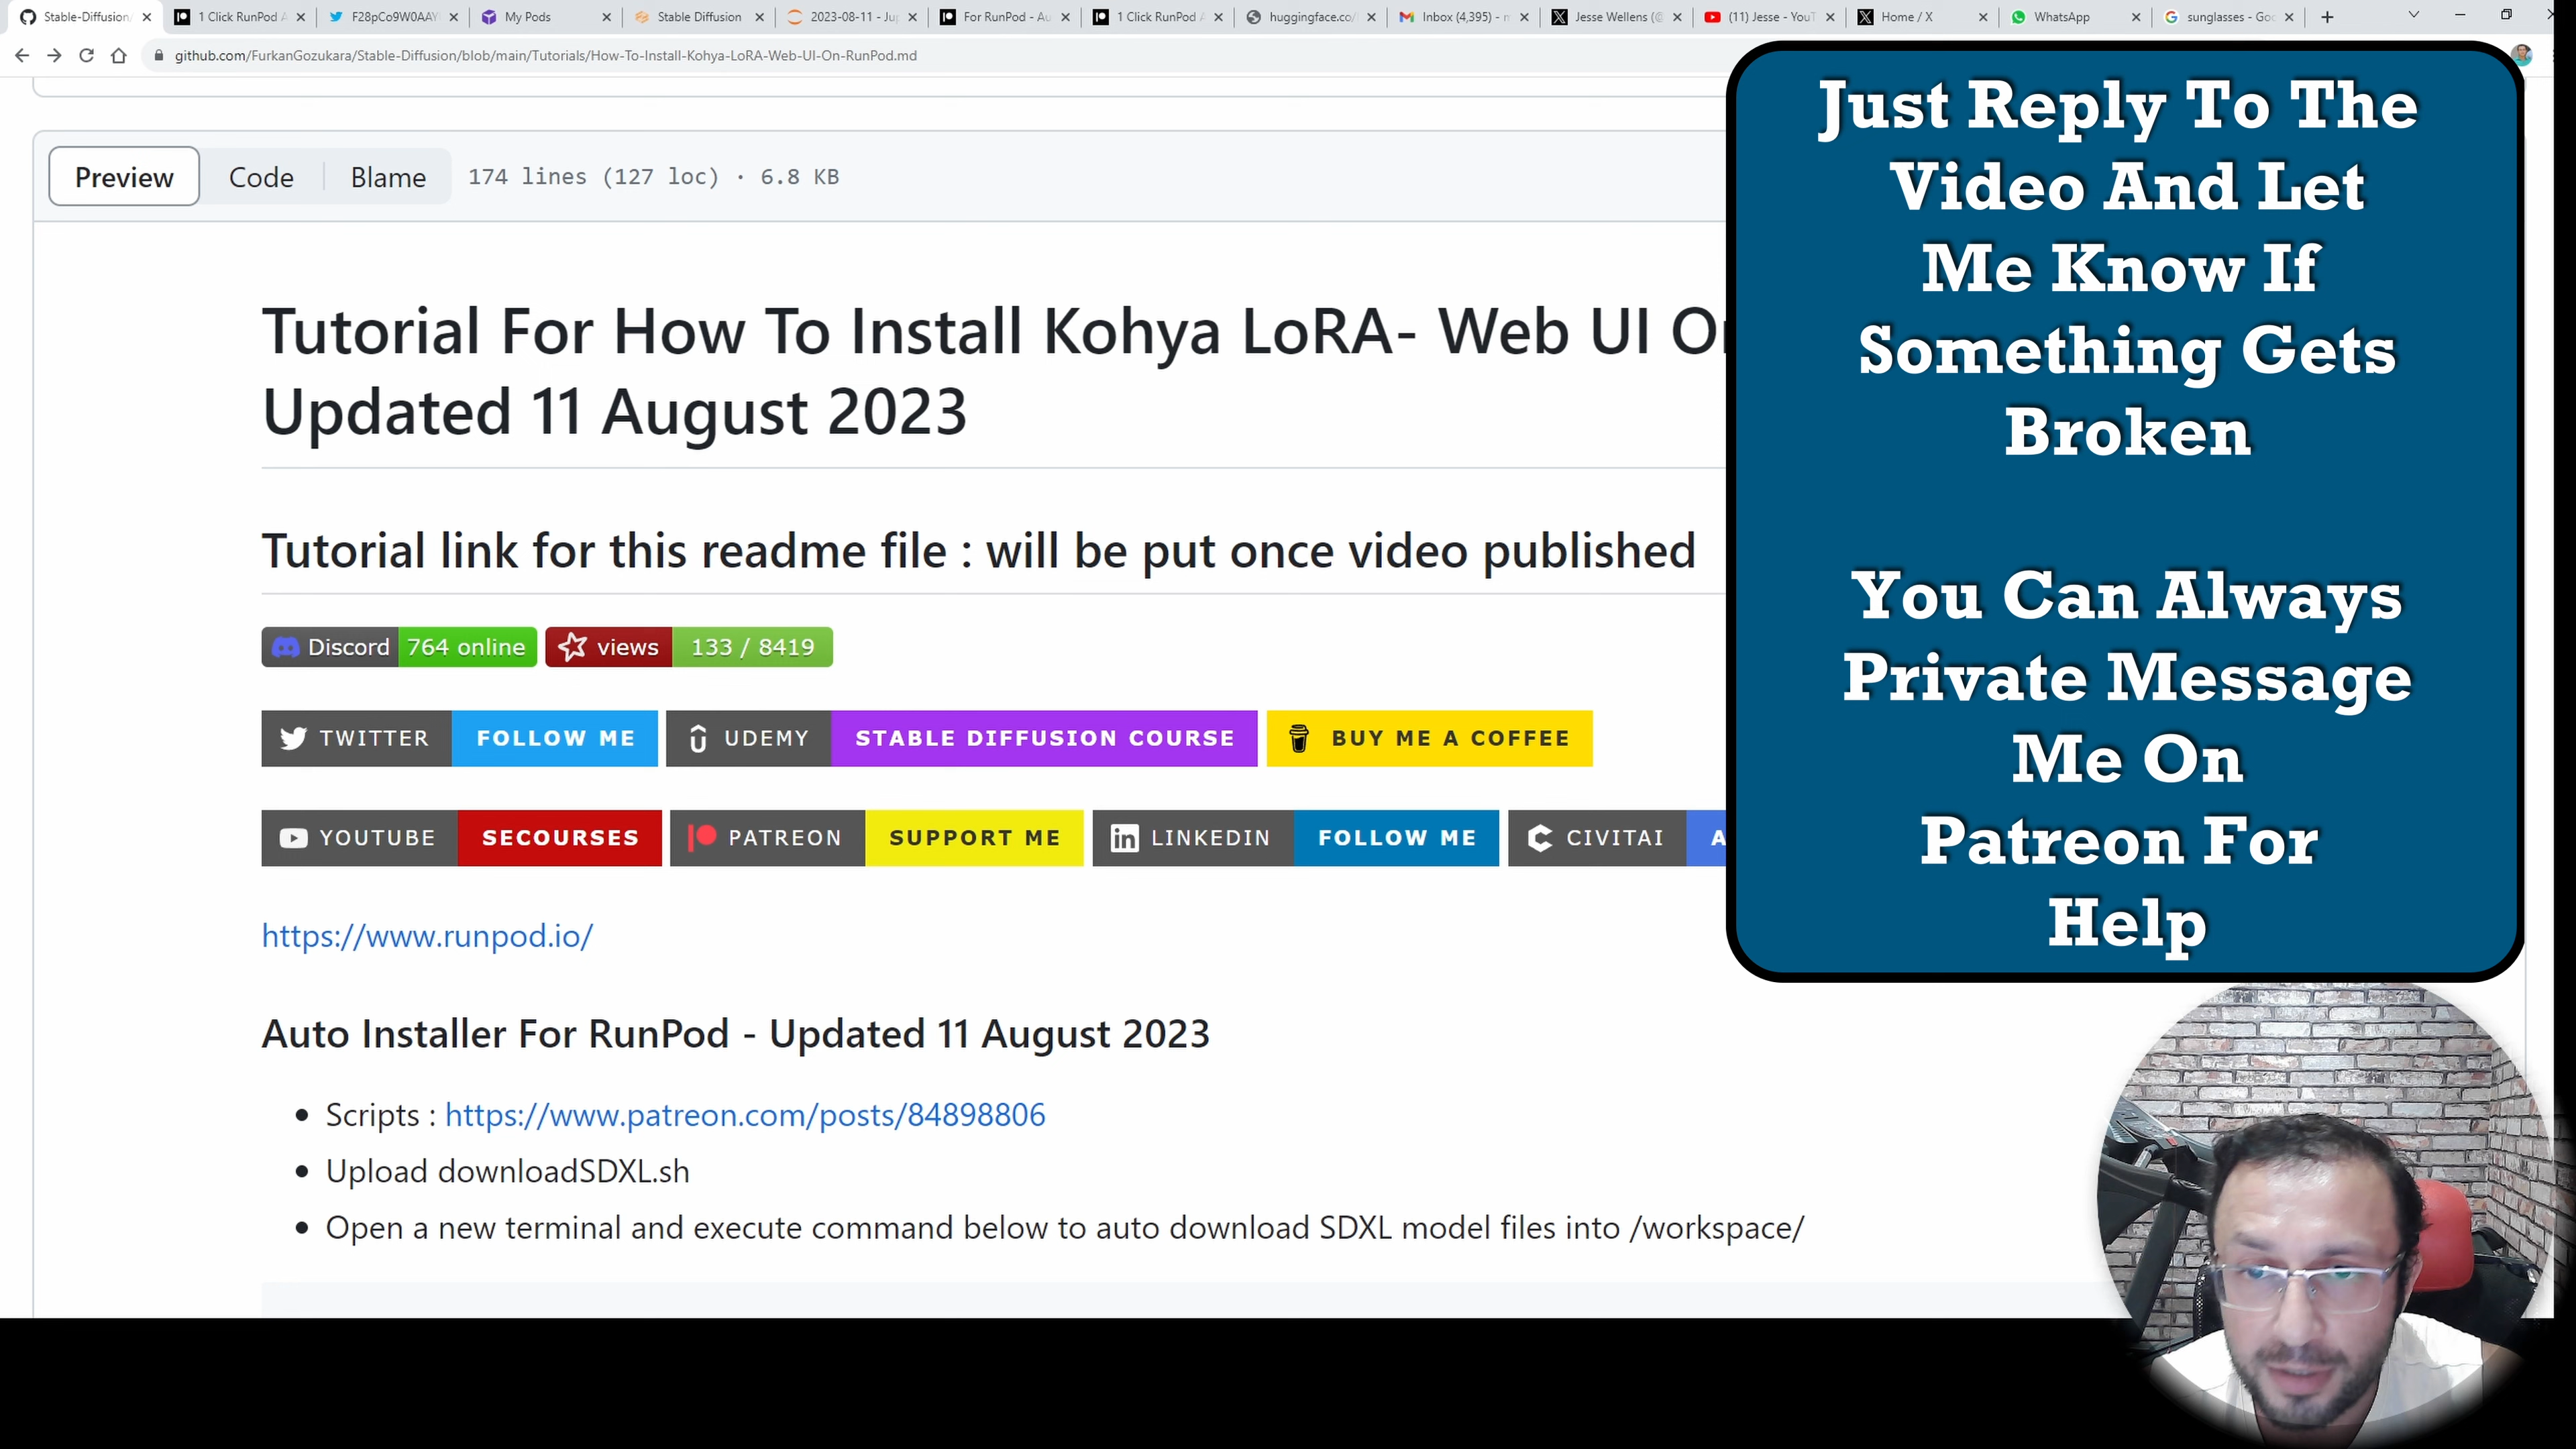 Stable-Diffusion/
1 Click RunPod A
F28pCo9W0AAY
My Pods
Stable Diffusion
2023-08-11 - Ju
For RunPod - Au
1 Click RunPod A
huggingface.co/
Inbox (4,395) - m
Jesse Wellens (@
(11) Jesse - YouT
Home / X
WhatsApp
sunglasses - Goo
github.com/FurkanGozukara/Stable-Diffusion/blob/main/Tutorials/How-To-Install-Kohya-LoRA-Web-UI-On-RunPod.md
Preview
Code
Blame
174 lines (127 loc) · 6.8 KB
Tutorial For How To Install Kohya LoRA- Web UI O
Updated 11 August 2023
Tutorial link for this readme file : will be put once video published
Discord 764 online
views 133 / 8419
TWITTER FOLLOW ME
UDEMY STABLE DIFFUSION COURSE
BUY ME A COFFEE
YOUTUBE SECOURSES
PATREON SUPPORT ME
LINKEDIN FOLLOW ME
CIVITAI A
https://www.runpod.io/
Auto Installer For RunPod - Updated 11 August 2023
Scripts : https://www.patreon.com/posts/84898806
Upload downloadSDXL.sh
Open a new terminal and execute command below to auto download SDXL model files into /workspace/
Just Reply To The
Video And Let
Me Know If
Something Gets
Broken
You Can Always
Private Message
Me On
Patreon For
Help